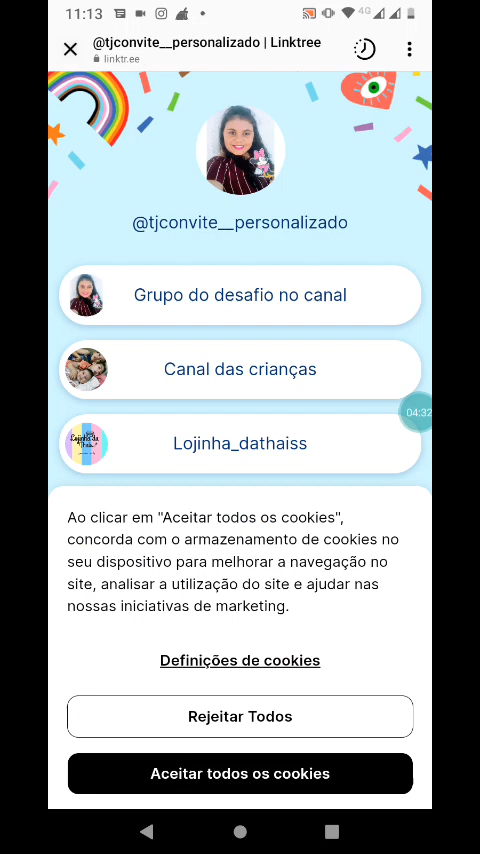 11:13
4G
@tjconvite__personalizado | Linktree
linktr.ee
@tjconvite__personalizado
Grupo do desafio no canal
Canal das crianças
04:32
Lojinha_dathaiss
Ao clicar em "Aceitar todos os cookies",
concorda com o armazenamento de cookies no
seu dispositivo para melhorar a navegação no
site, analisar a utilização do site e ajudar nas
nossas iniciativas de marketing.
Definições de cookies
Rejeitar Todos
Aceitar todos os cookies